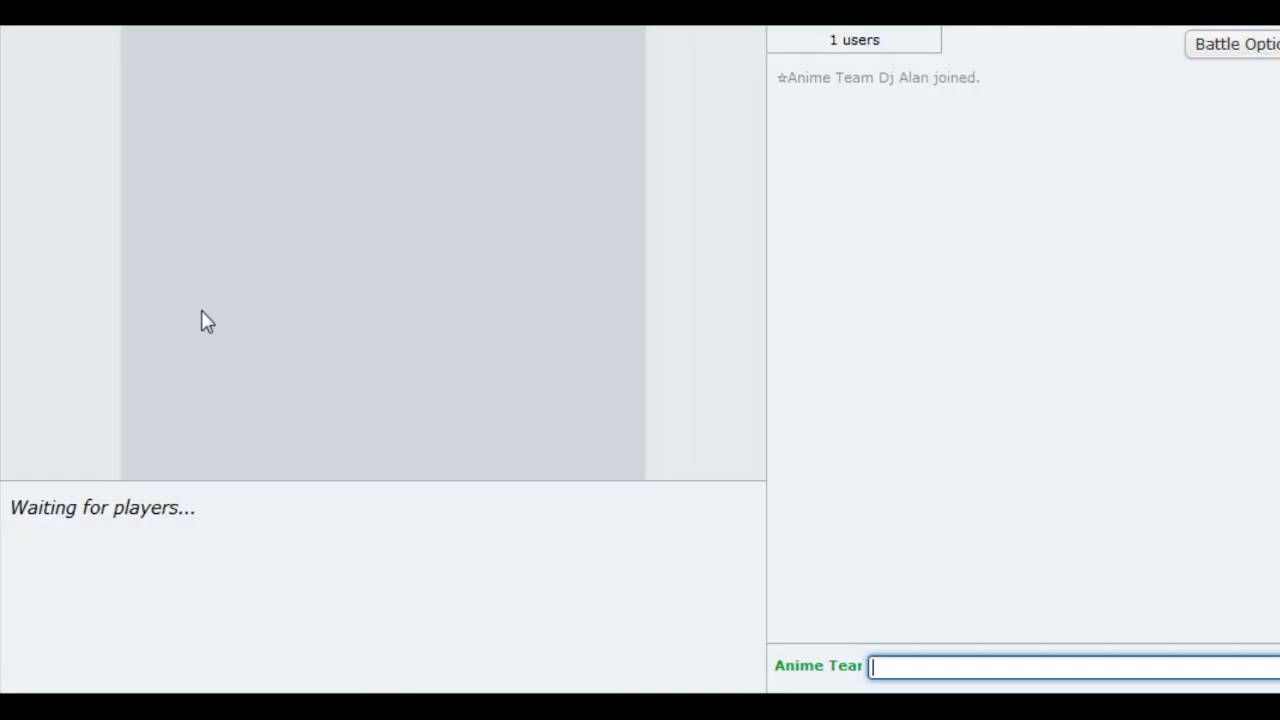 1 users
Battle Optio
☆Anime Team Dj Alan joined.
Waiting for players...
Anime Tear